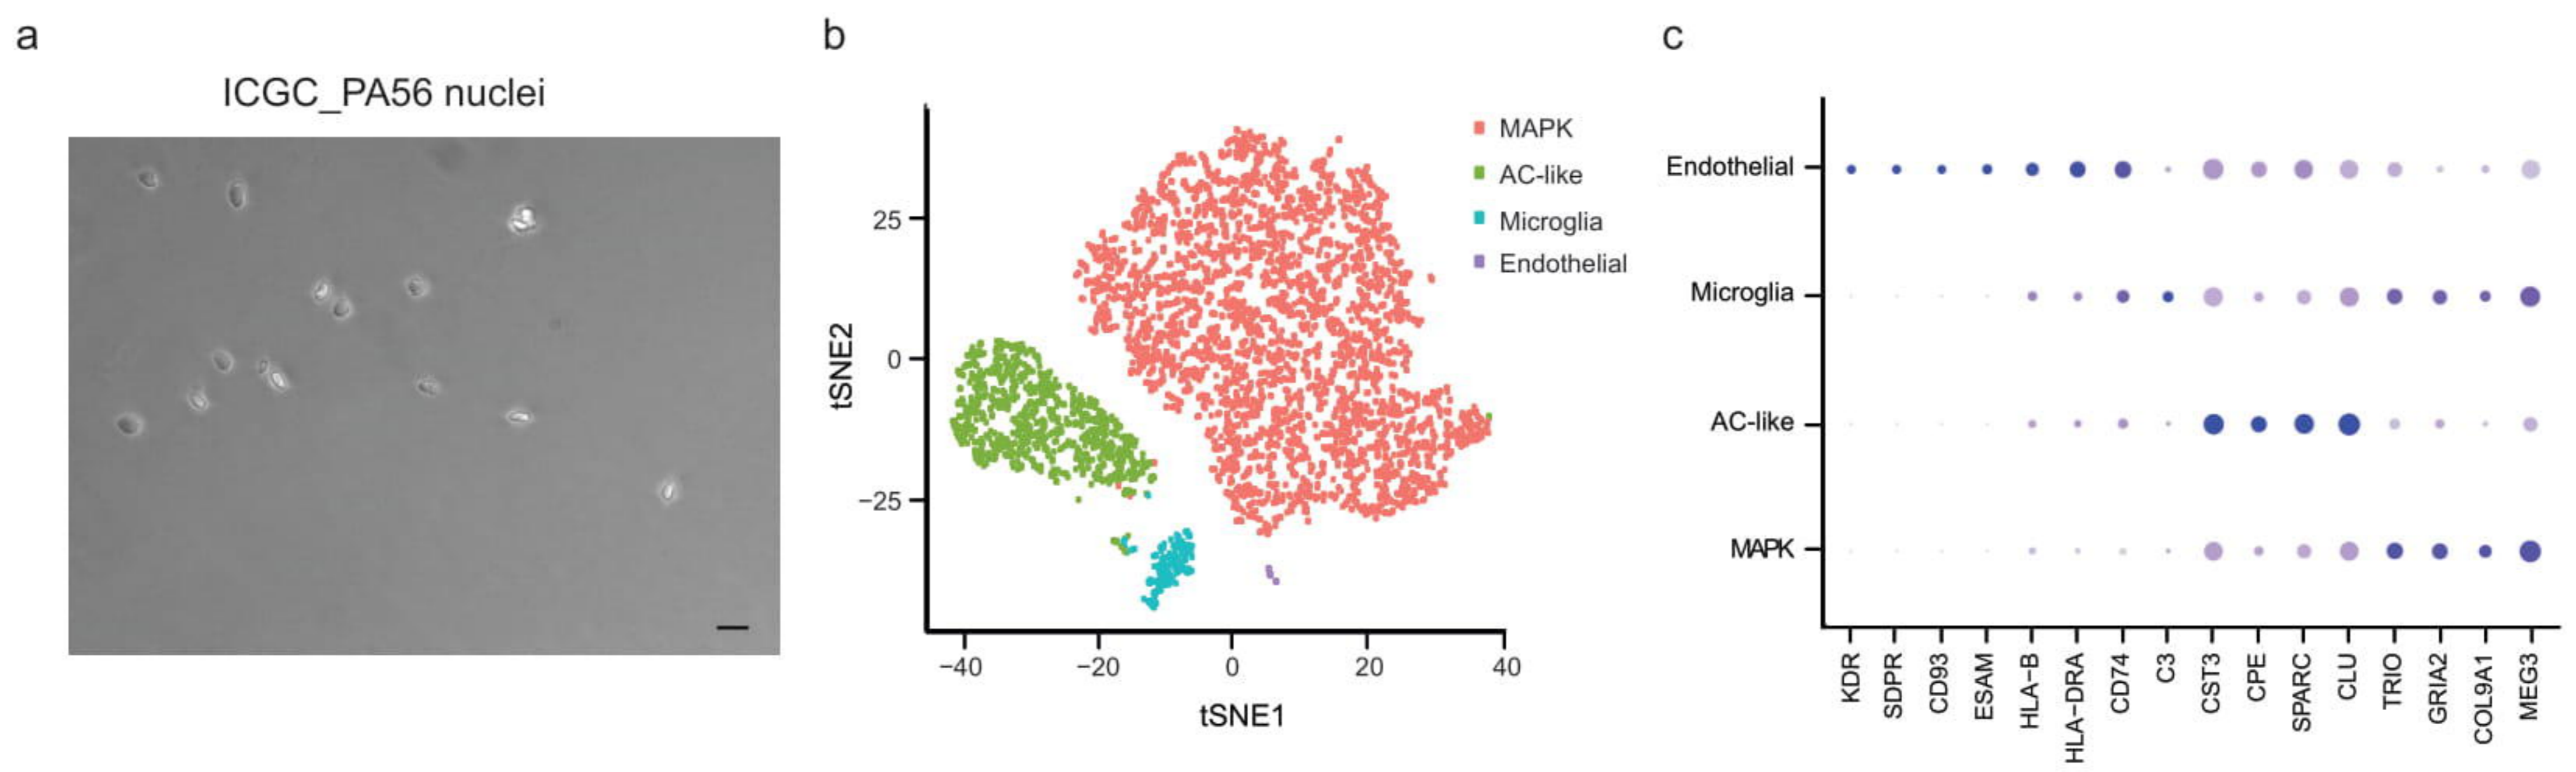 a
ICGC_PA56 nuclei
b
MAPK
AC-like
Microglia
Endothelial
25
0
−25
tSNE2
−40
−20
0
20
40
tSNE1
c
Endothelial
Microglia
AC-like
MAPK
KDR
SDPR
CD93
ESAM
HLA−B
HLA−DRA
CD74
C3
CST3
CPE
SPARC
CLU
TRIO
GRIA2
COL9A1
MEG3